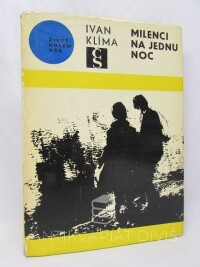 ŽIVOT
KOLEM
NÁS
IVAN
KLÍMA
MILENCI
NA JEDNU
NOC
ANTIKVARIÁT DIVIŠ